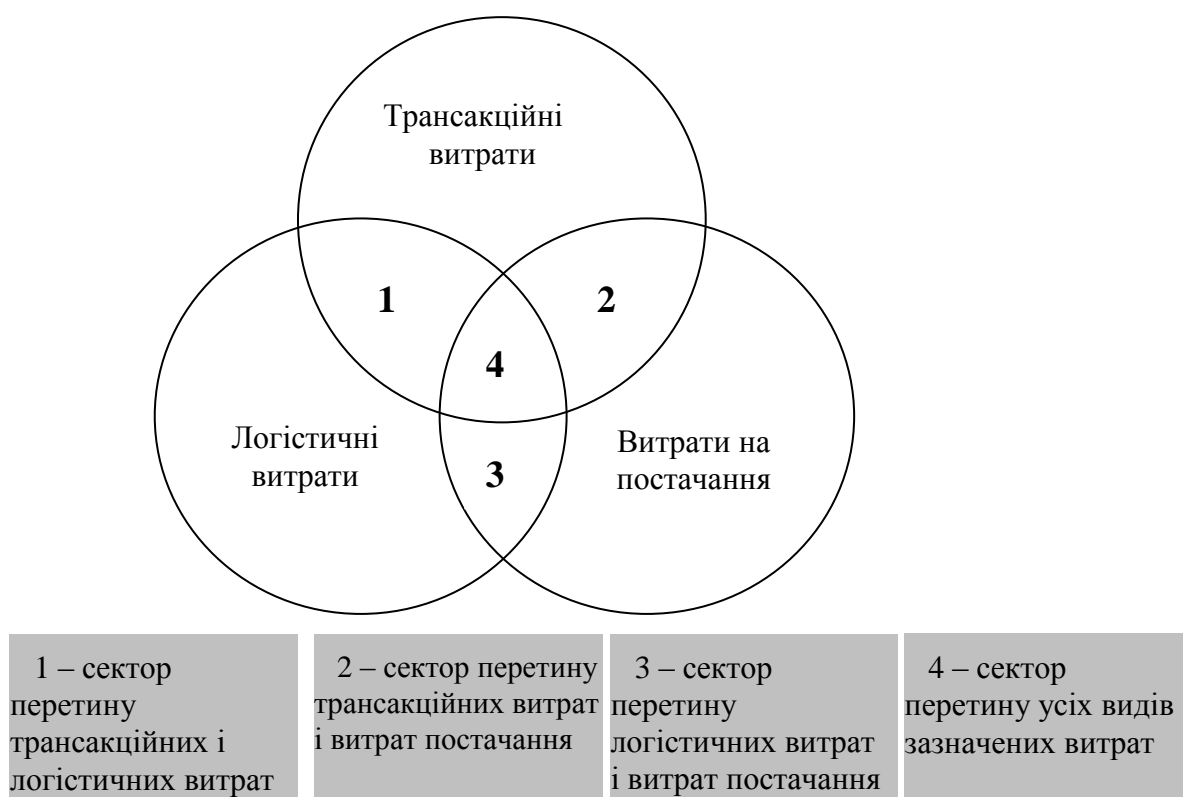 Трансакційні
витрати
1
2
4
Логістичні
витрати
Витрати на
постачання
3
1 – сектор
перетину
трансакційних і
логістичних витрат
2 – сектор перетину
трансакційних витрат
і витрат постачання
3 – сектор
перетину
логістичних витрат
і витрат постачання
4 – сектор
перетину усіх видів
зазначених витрат